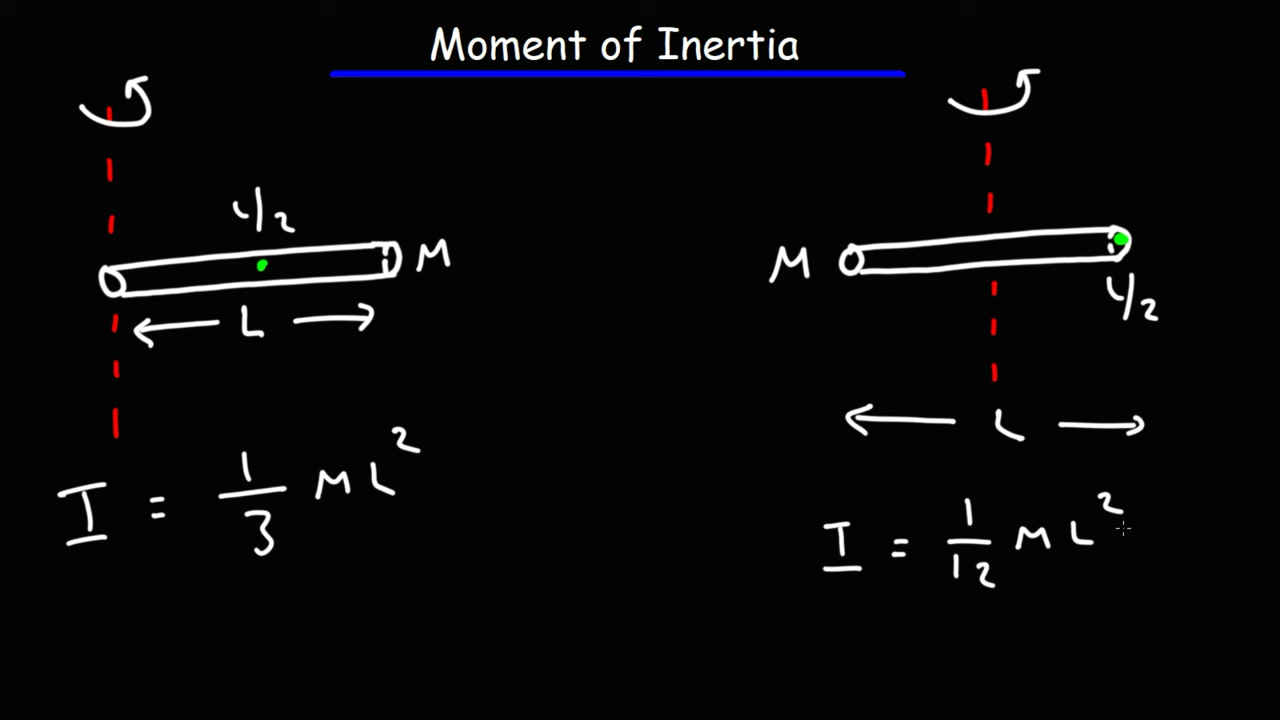 Moment of Inertia
L/2
M
L
I = 1/3 ML²
M
L/2
L
I = 1/12 ML²